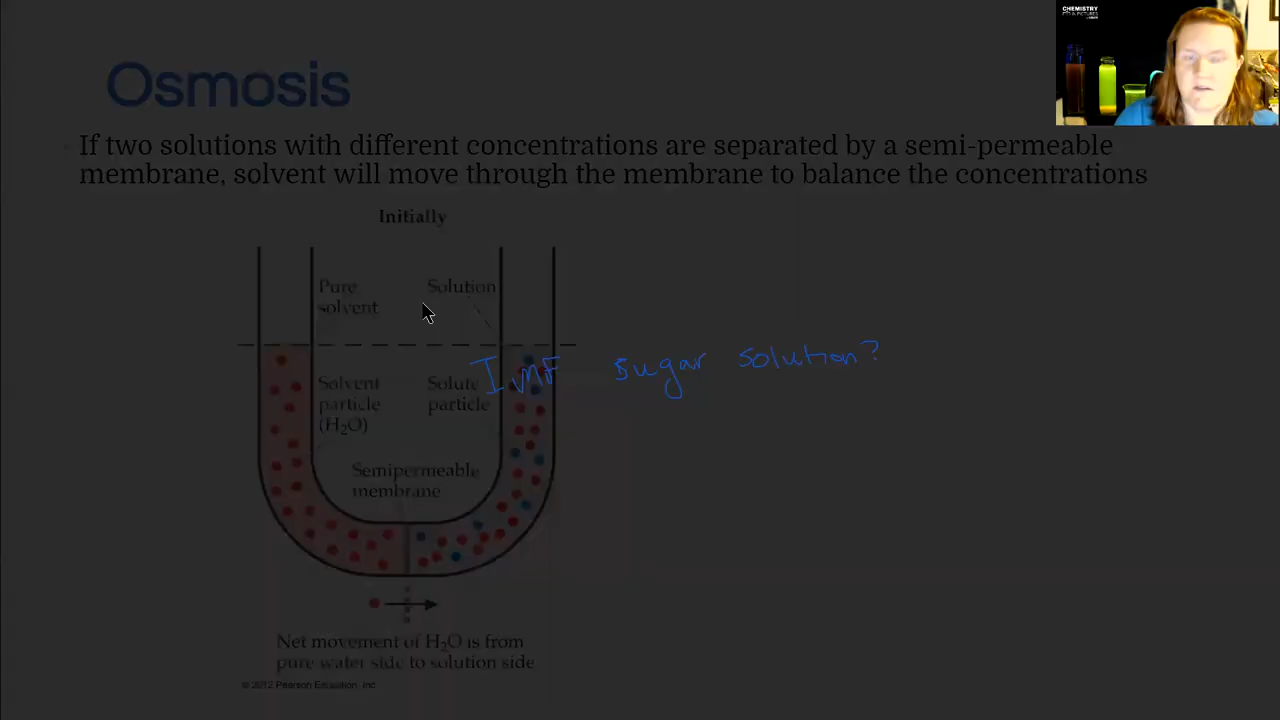 CHEMISTRY
Osmosis
If two solutions with different concentrations are separated by a semi-permeable
membrane, solvent will move through the membrane to balance the concentrations
Initially
Pure
solvent
Solution
IMF sugar solution?
Solvent
particle
(H₂O)
Solute
particle
Semipermeable
membrane
Net movement of H₂O is from
pure water side to solution side
© 2012 Pearson Education, Inc.